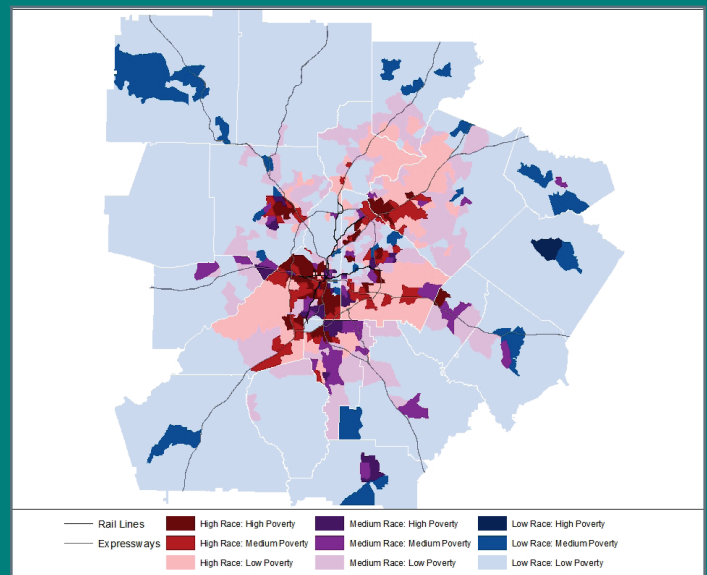 Rail Lines High Race: High Poverty Medium Race: High Poverty Low Race: High Poverty
Expressways High Race: Medium Poverty Medium Race: Medium Poverty Low Race: Medium Poverty
High Race: Low Poverty Medium Race: Low Poverty Low Race: Low Poverty